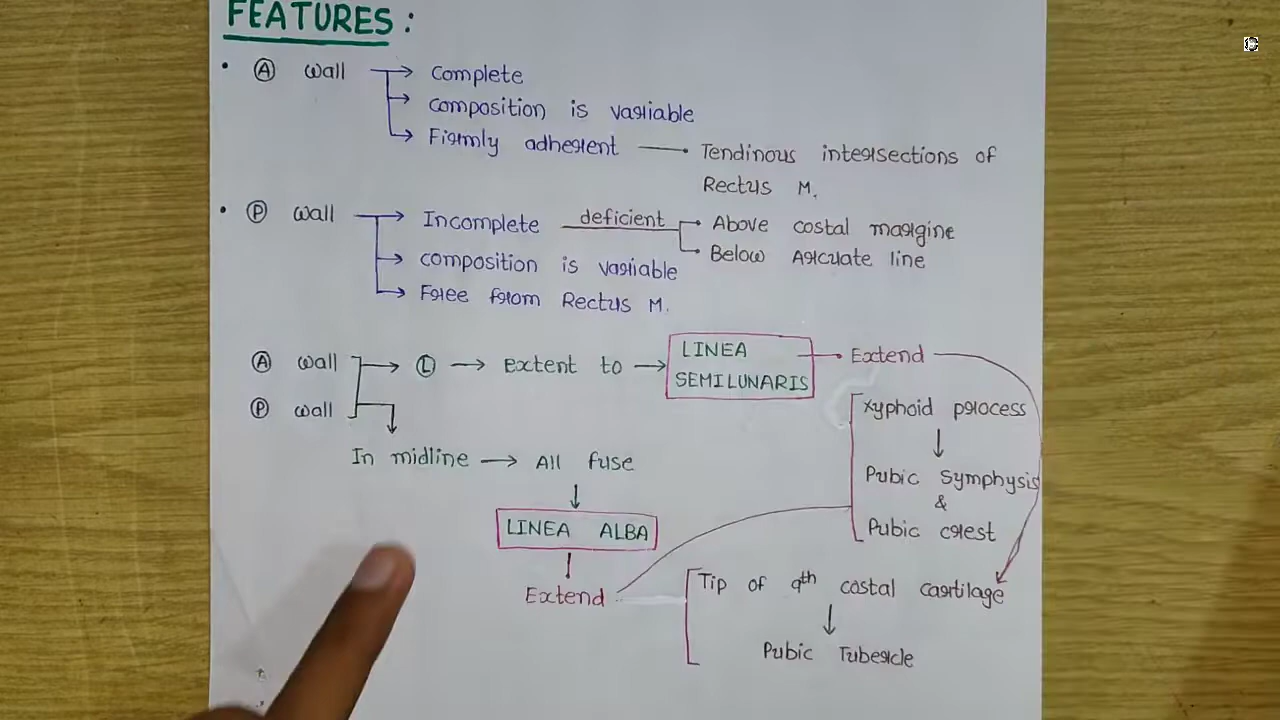 FEATURES :
• Ⓐ wall → Complete
→ composition is variable
→ Firmly adherent — Tendinous intersections of
Rectus M.
• Ⓟ wall → Incomplete deficient → Above costal margine
→ Below Arcuate line
→ composition is variable
→ Free from Rectus M.
Ⓐ wall → Ⓛ → extent to → LINEA SEMILUNARIS → Extend
Ⓟ wall
In midline → All fuse
↓
LINEA ALBA
Extend
Xyphoid process
↓
Pubic Symphysis
&
Pubic crest
Tip of 9th costal cartilage
↓
Pubic Tubercle